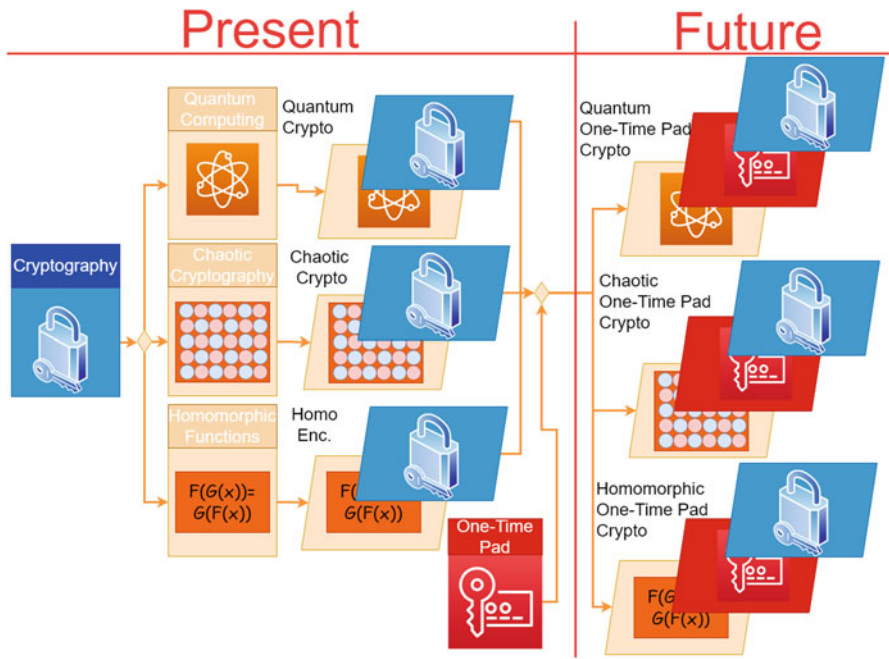 Present
Future
Cryptography
Quantum
Computing
Quantum
Crypto
Chaotic
Cryptography
Chaotic
Crypto
Homomorphic
Functions
F(G(x))=
G(F(x))
Homo
Enc.
F(
G(F(x))
One-Time
Pad
Quantum
One-Time Pad
Crypto
Chaotic
One-Time Pad
Crypto
Homomorphic
One-Time Pad
Crypto
F(G
G(F(x))